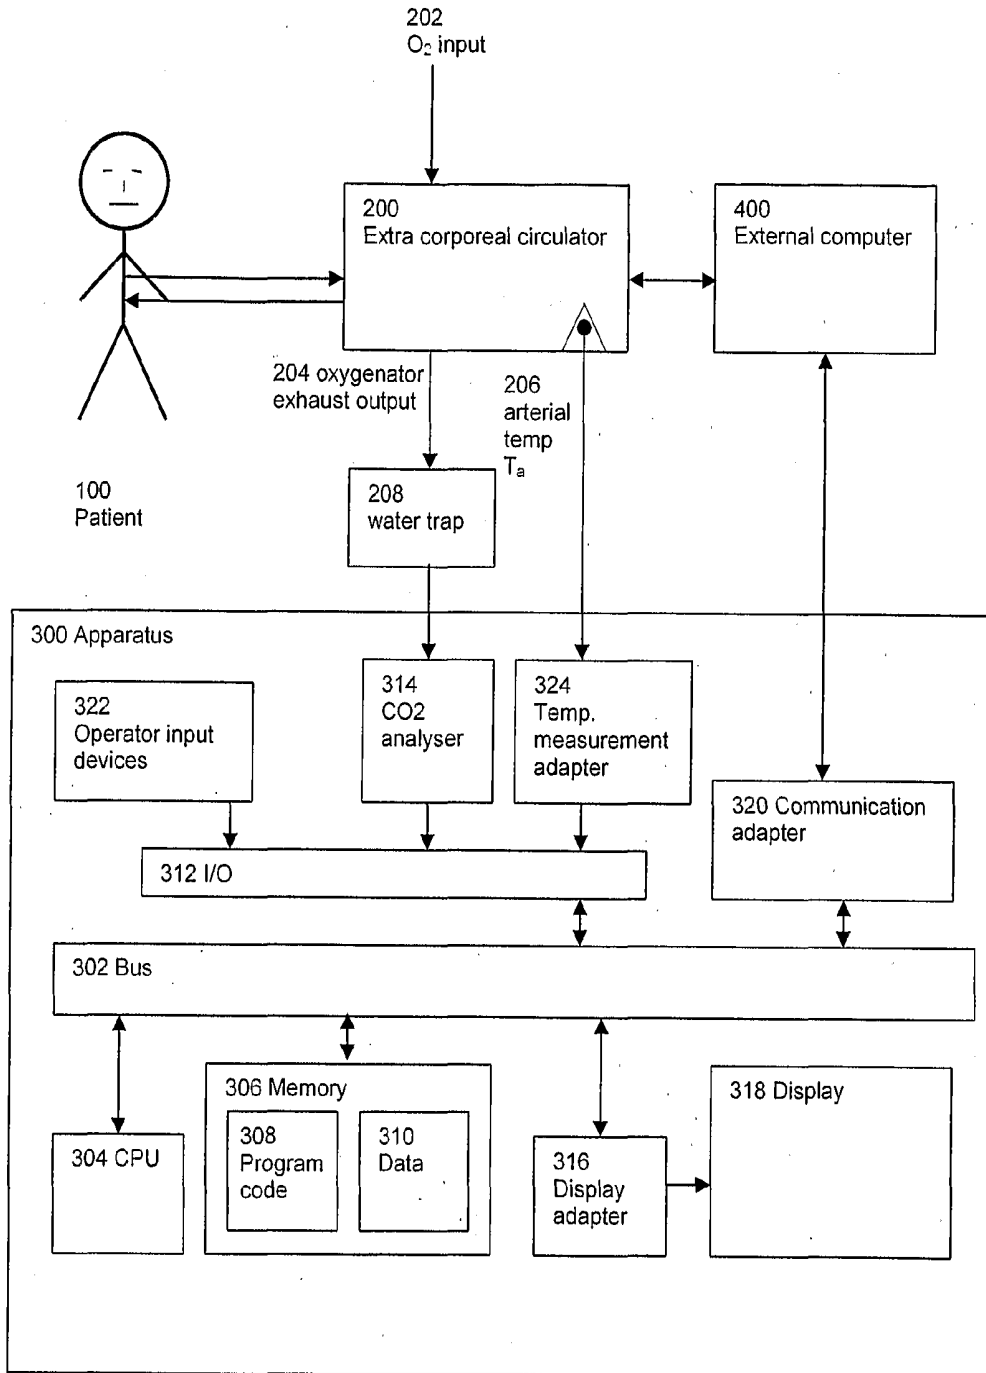 202
O₂ input
200
Extra corporeal circulator
400
External computer
204 oxygenator
exhaust output
206
arterial
temp
Tₐ
100
Patient
208
water trap
300 Apparatus
322
Operator input
devices
314
CO2
analyser
324
Temp.
measurement
adapter
320 Communication
adapter
312 I/O
302 Bus
304 CPU
306 Memory
308
Program
code
310
Data
316
Display
adapter
318 Display